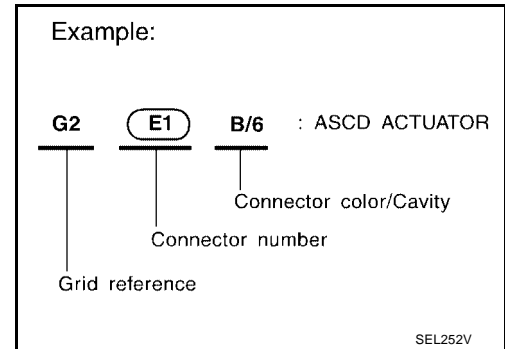 Example:
G2 E1 B/6 : ASCD ACTUATOR
Connector color/Cavity
Connector number
Grid reference
SEL252V